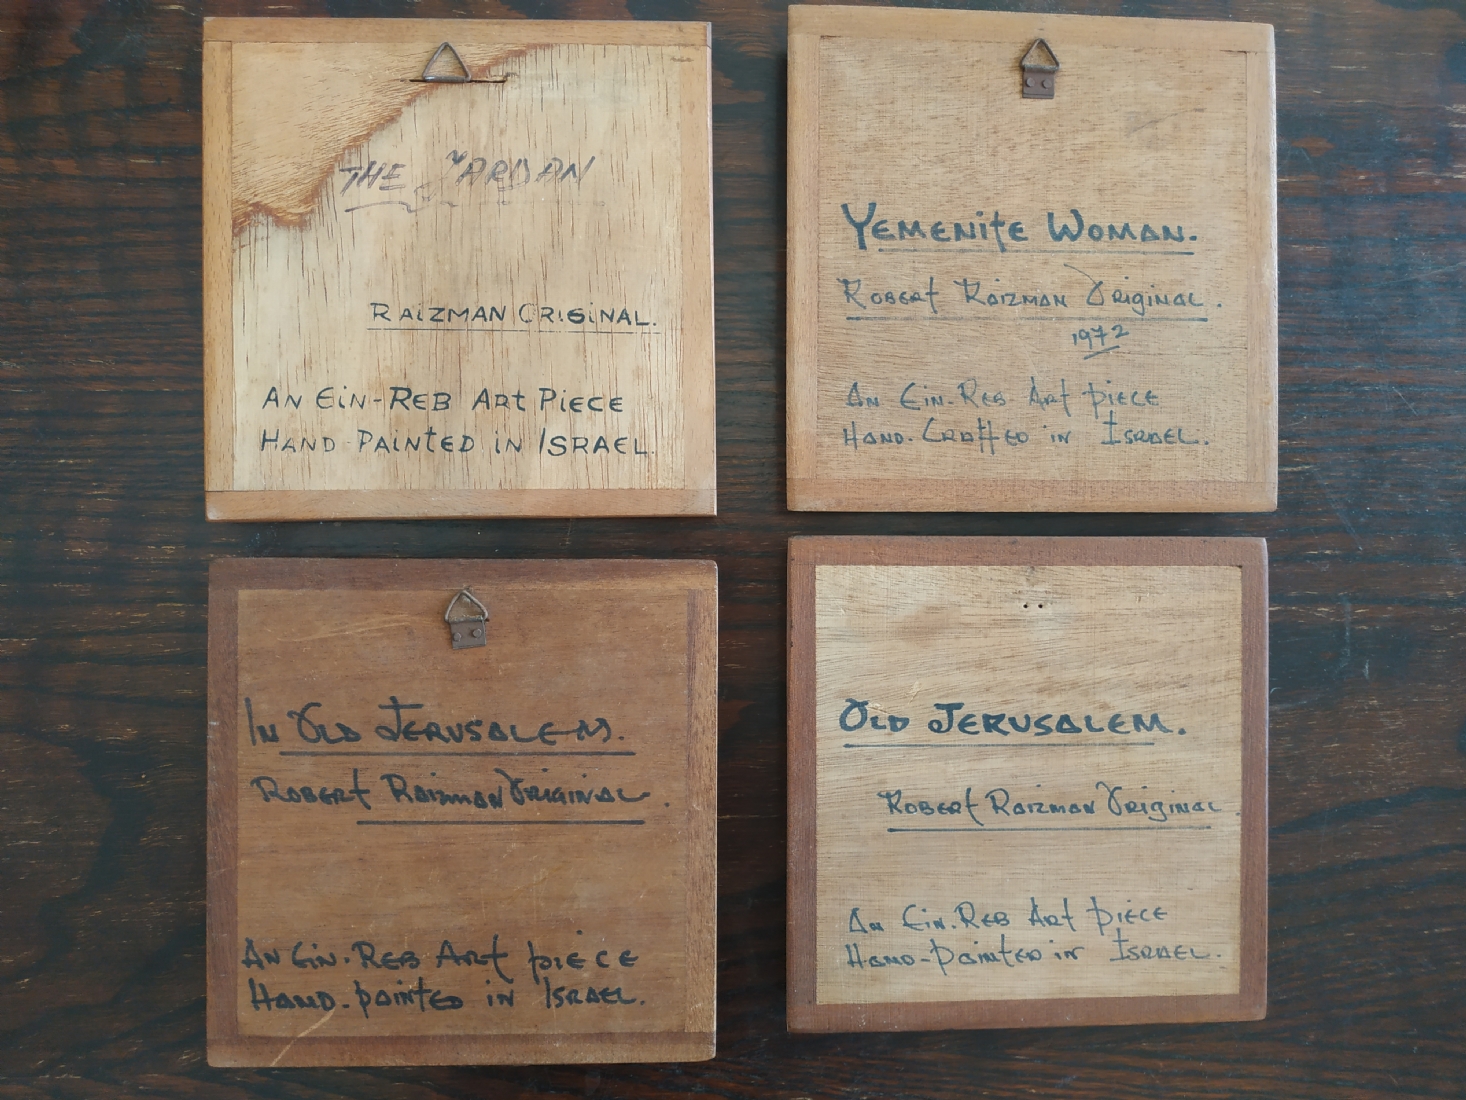 THE YARDAN
RAIZMAN ORIGINAL.
AN EIN-REB ART PIECE
HAND PAINTED IN ISRAEL.
YEMENITE WOMAN.
ROBERT RAIZMAN ORIGINAL.
1972
AN EIN-REB ART PIECE
HAND-CRAFTED IN ISRAEL.
IN OLD JERUSALEM.
ROBERT RAIZMAN ORIGINAL.
AN EIN-REB ART PIECE
HAND-PAINTED IN ISRAEL.
OLD JERUSALEM.
ROBERT RAIZMAN ORIGINAL.
AN EIN-REB ART PIECE
HAND-PAINTED IN ISRAEL.